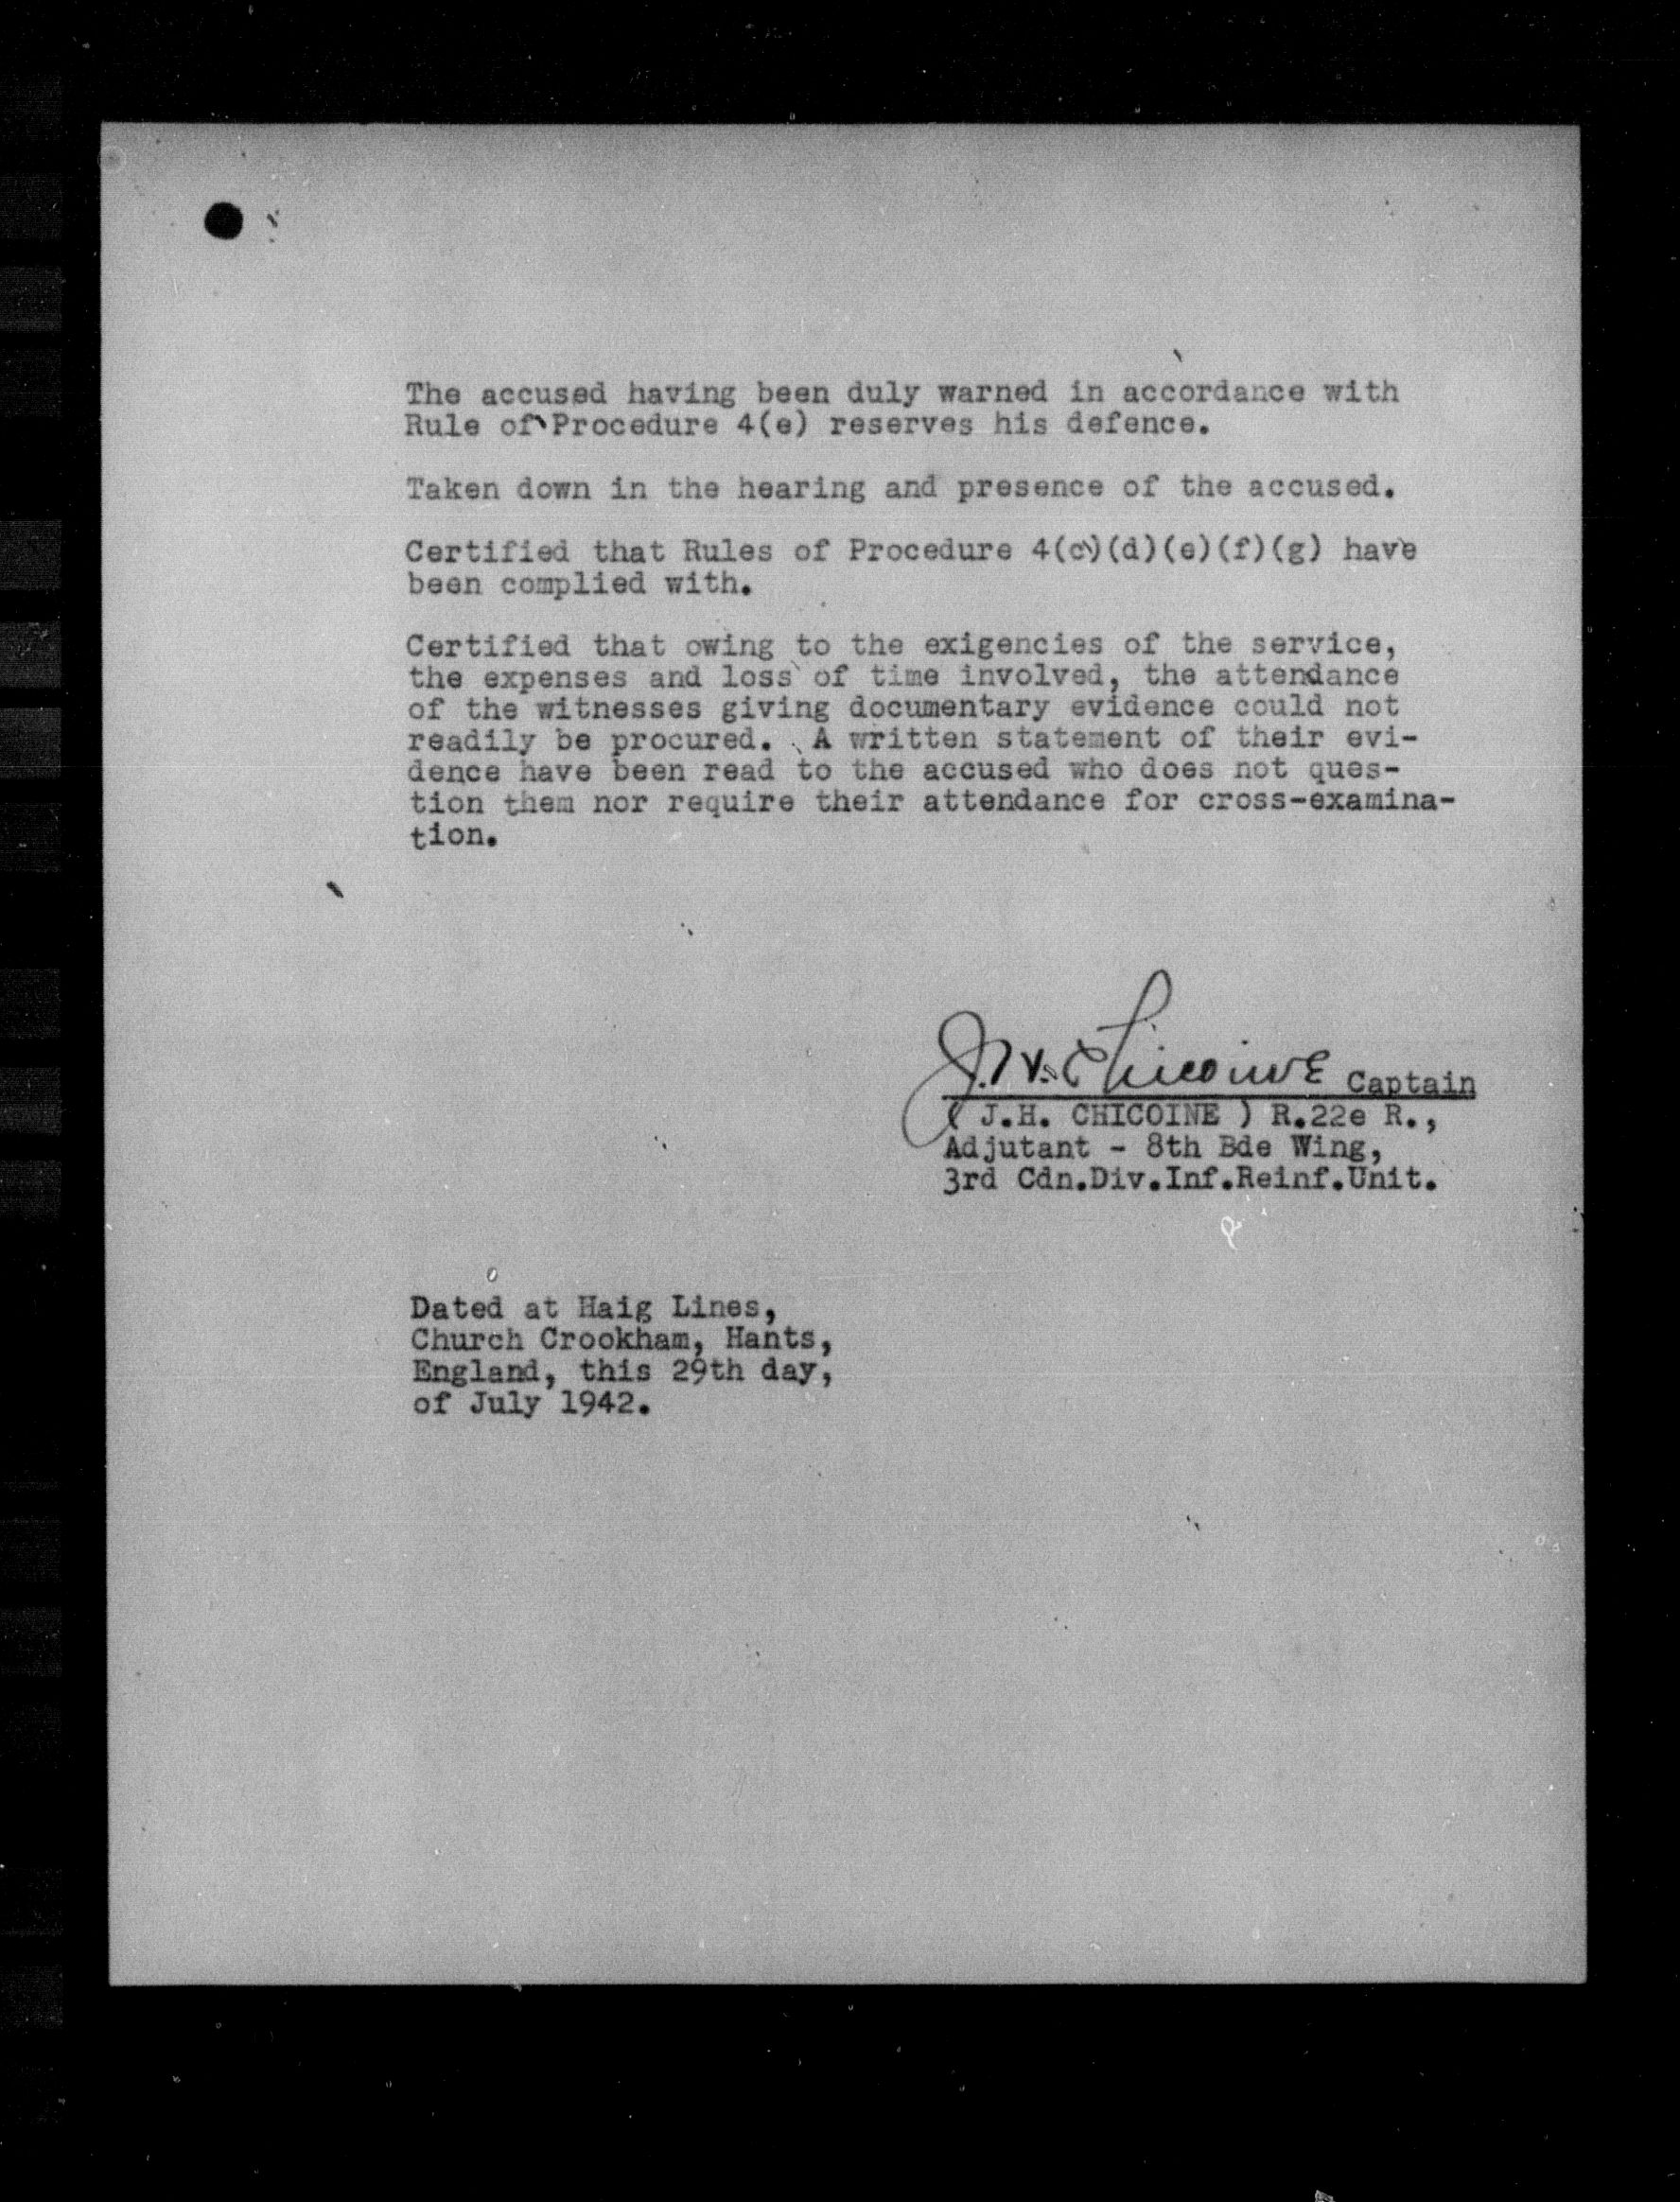 The accused having been duly warned in accordance with
Rule of Procedure 4(e) reserves his defence.
Taken down in the hearing and presence of the accused.
Certified that Rules of Procedure 4(c)(d)(e)(f)(g) have
been complied with.
Certified that owing to the exigencies of the service,
the expenses and loss of time involved, the attendance
of the witnesses giving documentary evidence could not
readily be procured. A written statement of their evi-
dence have been read to the accused who does not ques-
tion them nor require their attendance for cross-examina-
tion.
J.H. Chicoine Captain
( J.H. CHICOINE ) R.22e R.,
Adjutant - 8th Bde Wing,
3rd Cdn.Div.Inf.Reinf.Unit.
Dated at Haig Lines,
Church Crookham, Hants,
England, this 29th day,
of July 1942.